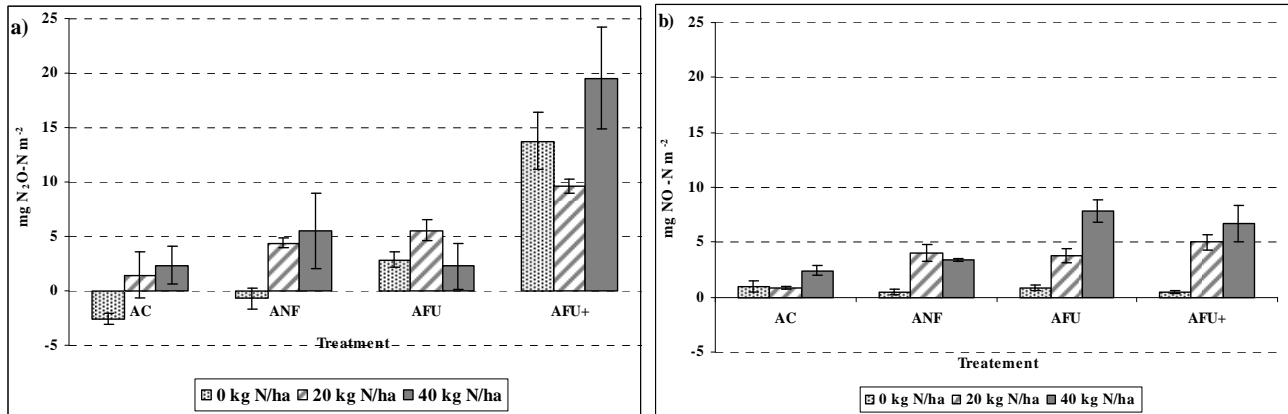 a)
25
20
15
10
5
0
-5
mg N₂O-N m⁻²
AC ANF AFU AFU+
Treatment
0 kg N/ha 20 kg N/ha 40 kg N/ha
b)
25
20
15
10
5
0
-5
mg NO -N m⁻²
AC ANF AFU AFU+
Treatement
0 kg N/ha 20 kg N/ha 40 kg N/ha